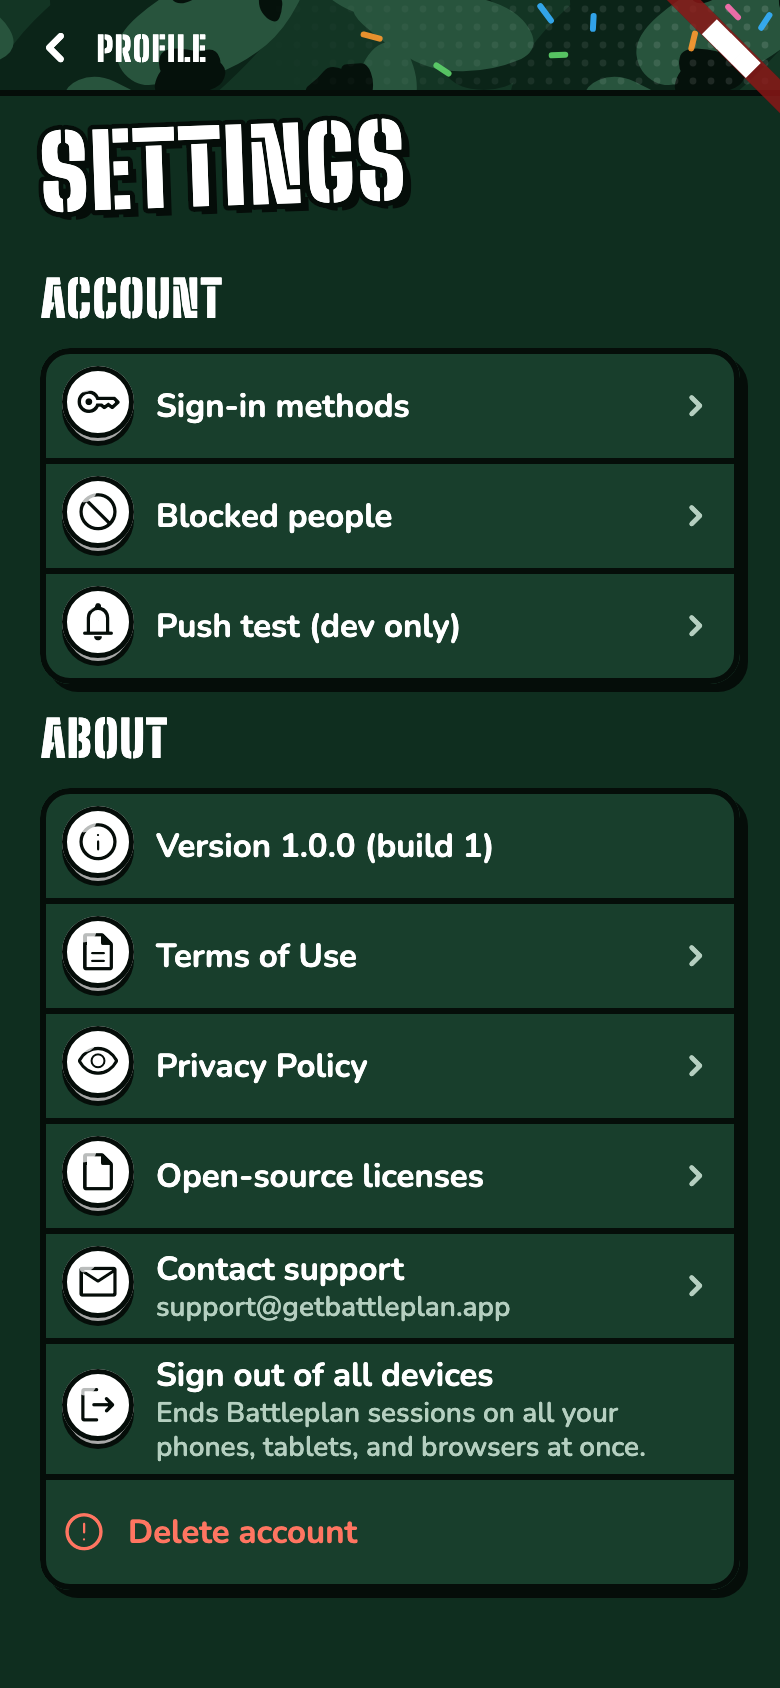 PROFILE
SETTINGS
ACCOUNT
Sign-in methods
Blocked people
Push test (dev only)
ABOUT
Version 1.0.0 (build 1)
Terms of Use
Privacy Policy
Open-source licenses
Contact support
support@getbattleplan.app
Sign out of all devices
Ends Battleplan sessions on all your
phones, tablets, and browsers at once.
Delete account